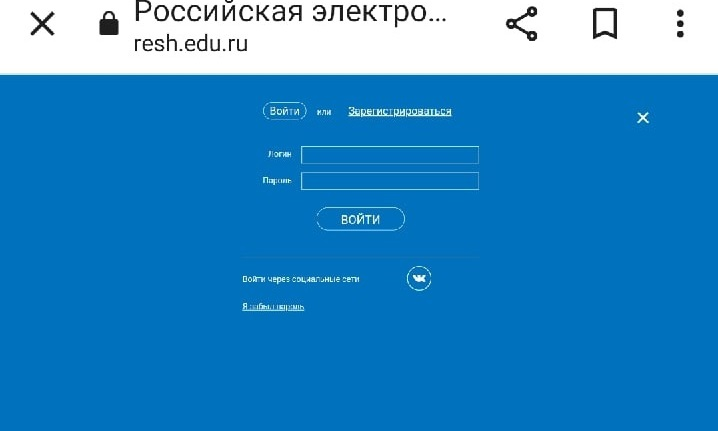 Российская электро...
resh.edu.ru
Войти или Зарегистрироваться
Логин
Пароль
ВОЙТИ
Войти через социальные сети
Я забыл пароль